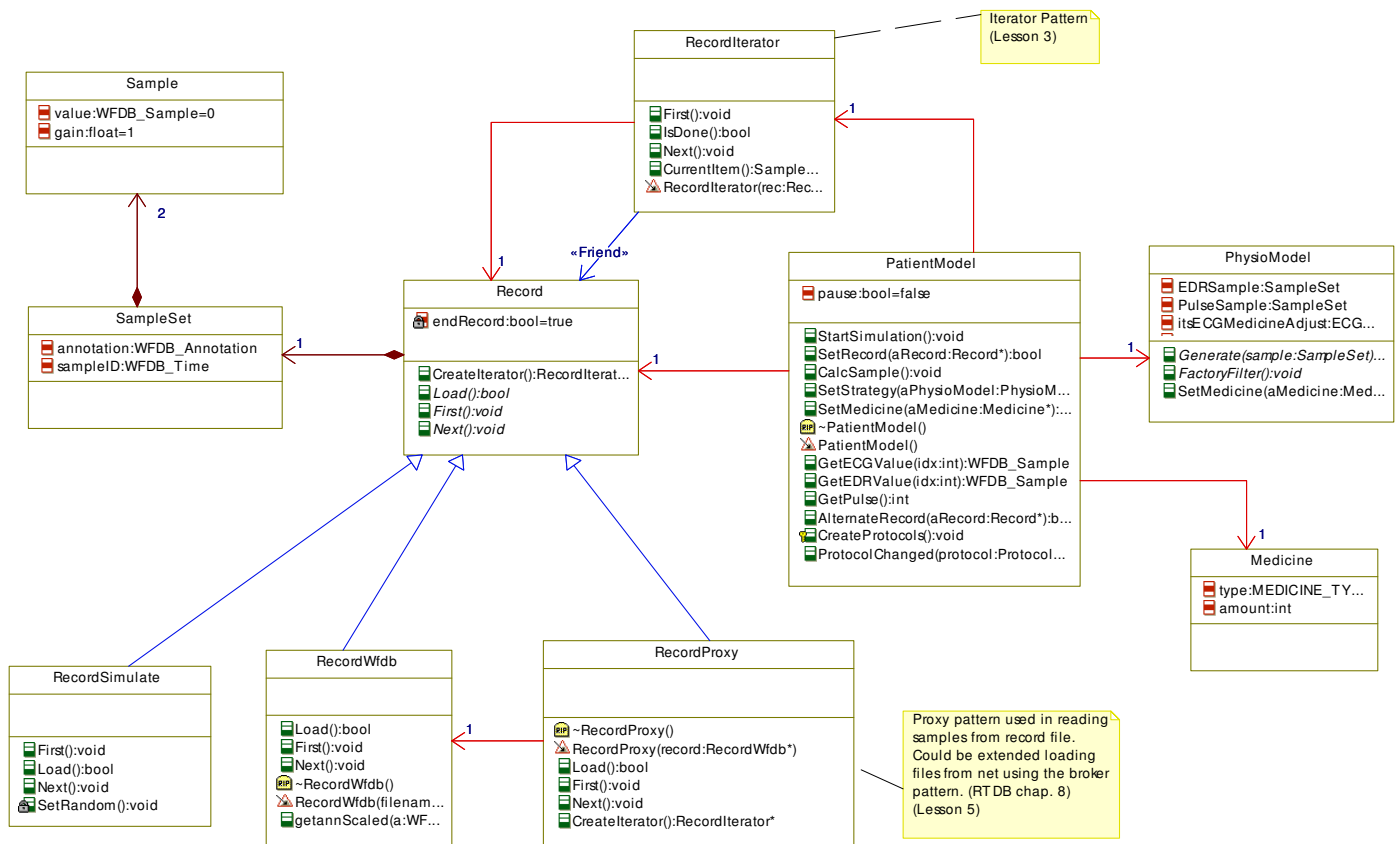 Iterator Pattern
(Lesson 3)
RecordIterator
First():void
IsDone():bool
Next():void
CurrentItem():Sample...
RecordIterator(rec:Rec...
1
Sample
value:WFDB_Sample=0
gain:float=1
2
SampleSet
annotation:WFDB_Annotation
sampleID:WFDB_Time
1
1
«Friend»
Record
endRecord:bool=true
CreateIterator():RecordIterat...
Load():bool
First():void
Next():void
1
PatientModel
pause:bool=false
StartSimulation():void
SetRecord(aRecord:Record*):bool
CalcSample():void
SetStrategy(aPhysioModel:PhysioM...
SetMedicine(aMedicine:Medicine*):...
RIP ~PatientModel()
PatientModel()
GetECGValue(idx:int):WFDB_Sample
GetEDRValue(idx:int):WFDB_Sample
GetPulse():int
AlternateRecord(aRecord:Record*):b...
CreateProtocols():void
ProtocolChanged(protocol:Protocol...
1
PhysioModel
EDRSample:SampleSet
PulseSample:SampleSet
itsECGMedicineAdjust:ECG...
Generate(sample:SampleSet)...
FactoryFilter():void
SetMedicine(aMedicine:Med...
1
Medicine
type:MEDICINE_TY...
amount:int
RecordSimulate
First():void
Load():bool
Next():void
SetRandom():void
RecordWfdb
Load():bool
First():void
Next():void
RIP ~RecordWfdb()
RecordWfdb(filenam...
getannScaled(a:WF...
1
RecordProxy
RIP ~RecordProxy()
RecordProxy(record:RecordWfdb*)
Load():bool
First():void
Next():void
CreateIterator():RecordIterator*
Proxy pattern used in reading
samples from record file.
Could be extended loading
files from net using the broker
pattern. (RTDB chap. 8)
(Lesson 5)